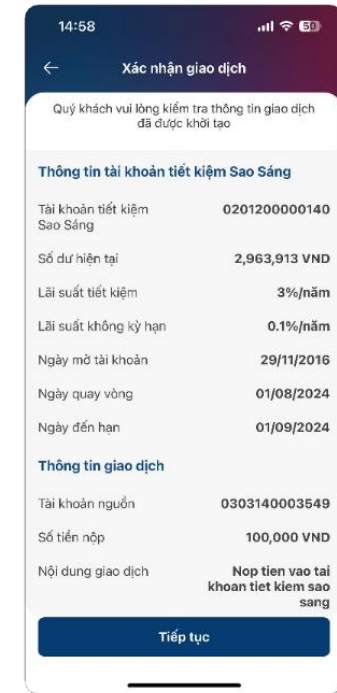 14:58
50
Xác nhận giao dịch
Quý khách vui lòng kiểm tra thông tin giao dịch
đã được khởi tạo
Thông tin tài khoản tiết kiệm Sao Sáng
Tài khoản tiết kiệm
Sao Sáng
0201200000140
Số dư hiện tại 2,963,913 VND
Lãi suất tiết kiệm 3%/năm
Lãi suất không kỳ hạn 0.1%/năm
Ngày mở tài khoản 29/11/2016
Ngày quay vòng 01/08/2024
Ngày đến hạn 01/09/2024
Thông tin giao dịch
Tài khoản nguồn 0303140003549
Số tiền nộp 100,000 VND
Nội dung giao dịch Nop tien vao tai
khoan tiet kiem sao
sang
Tiếp tục